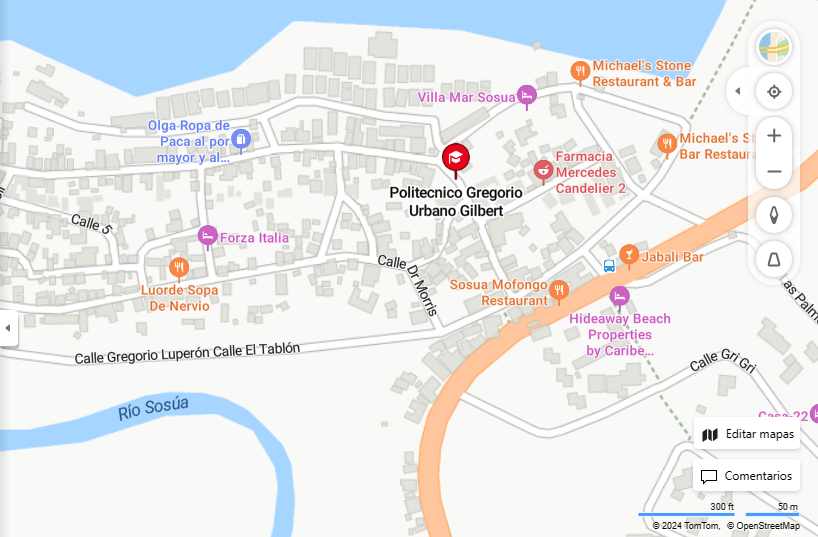 Michael's Stone
Restaurant & Bar
Villa Mar Sosua
Olga Ropa de
Paca al por
mayor y al...
Michael's St
Bar Restaura
Farmacia
Mercedes
Candelier 2
Politecnico Gregorio
Urbano Gilbert
Calle 5
Forza Italia
Calle Dr Morris
Jabali Bar
Luorde Sopa
De Nervio
Sosua Mofongo
Restaurant
as Palm
Hideaway Beach
Properties
by Caribe...
Calle Gregorio Luperón Calle El Tablón
Calle Gri Gri
Río Sosúa
Casa-22
Editar mapas
Comentarios
300 ft
50 m
© 2024 TomTom, © OpenStreetMap